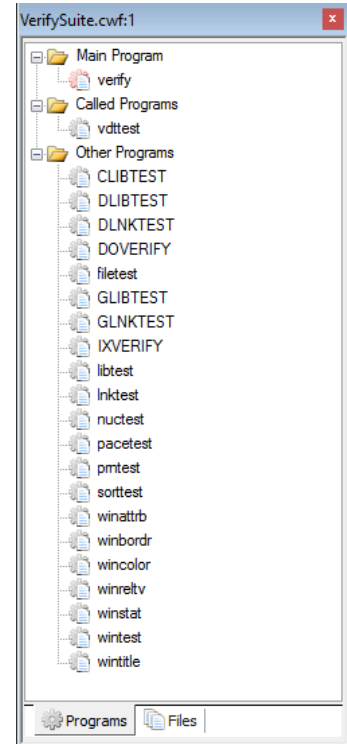 VerifySuite.cwf:1
Main Program
verify
Called Programs
vdttest
Other Programs
CLIBTEST
DLIBTEST
DLNKTEST
DOVERIFY
filetest
GLIBTEST
GLNKTEST
IXVERIFY
libtest
lnktest
nuctest
pacetest
prntest
sorttest
winattrb
winbordr
wincolor
winreltv
winstat
wintest
wintitle
Programs Files